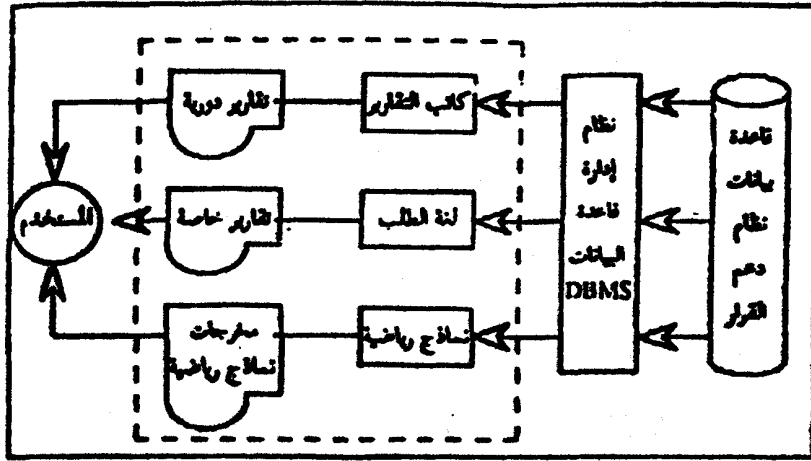 قاعدة
بيانات
نظام
دعم
القرار
نظام
إدارة
قاعدة
البيانات
DBMS
كاتب التقارير
تقارير دورية
لغة الطلب
تقارير خاصة
نماذج رياضية
مخرجات
نماذج رياضية
المستخدم